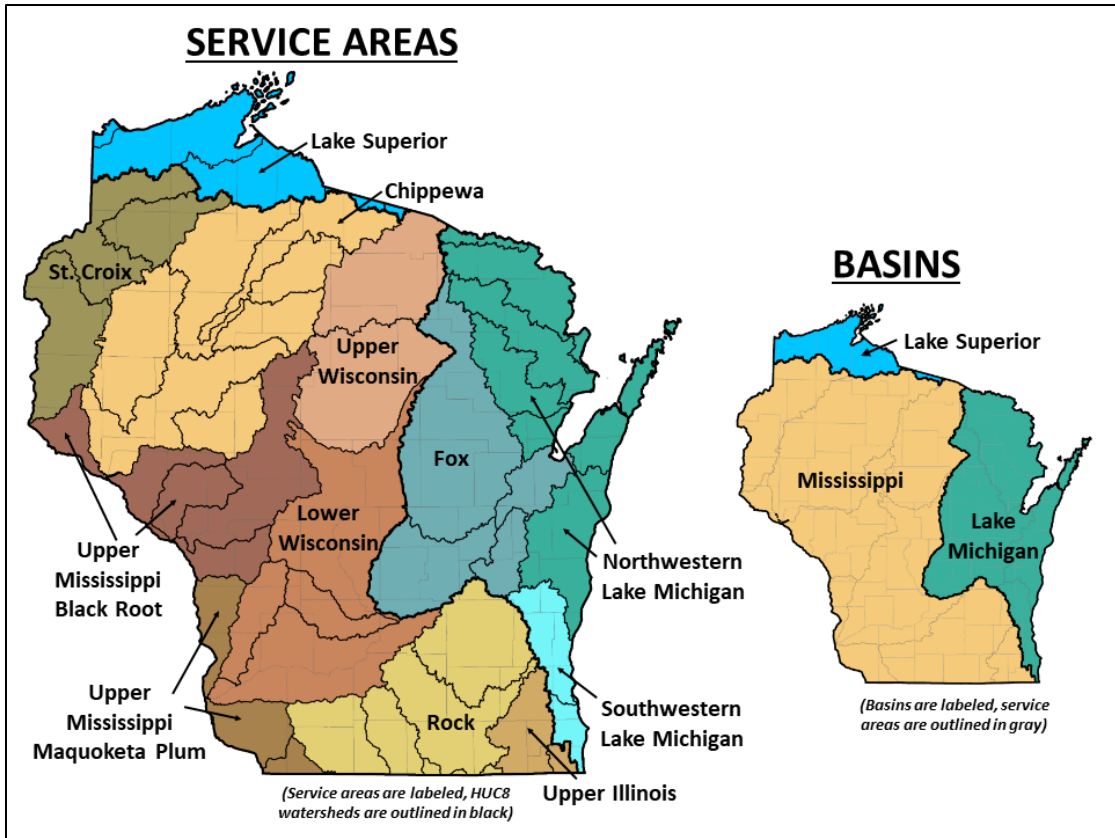 SERVICE AREAS
Lake Superior
Chippewa
St. Croix
Upper
Wisconsin
Fox
Lower
Wisconsin
Upper
Mississippi
Black Root
Northwestern
Lake Michigan
Upper
Mississippi
Maquoketa Plum
Rock
Southwestern
Lake Michigan
Upper Illinois
(Service areas are labeled, HUC8
watersheds are outlined in black)
BASINS
Lake Superior
Mississippi
Lake
Michigan
(Basins are labeled, service
areas are outlined in gray)